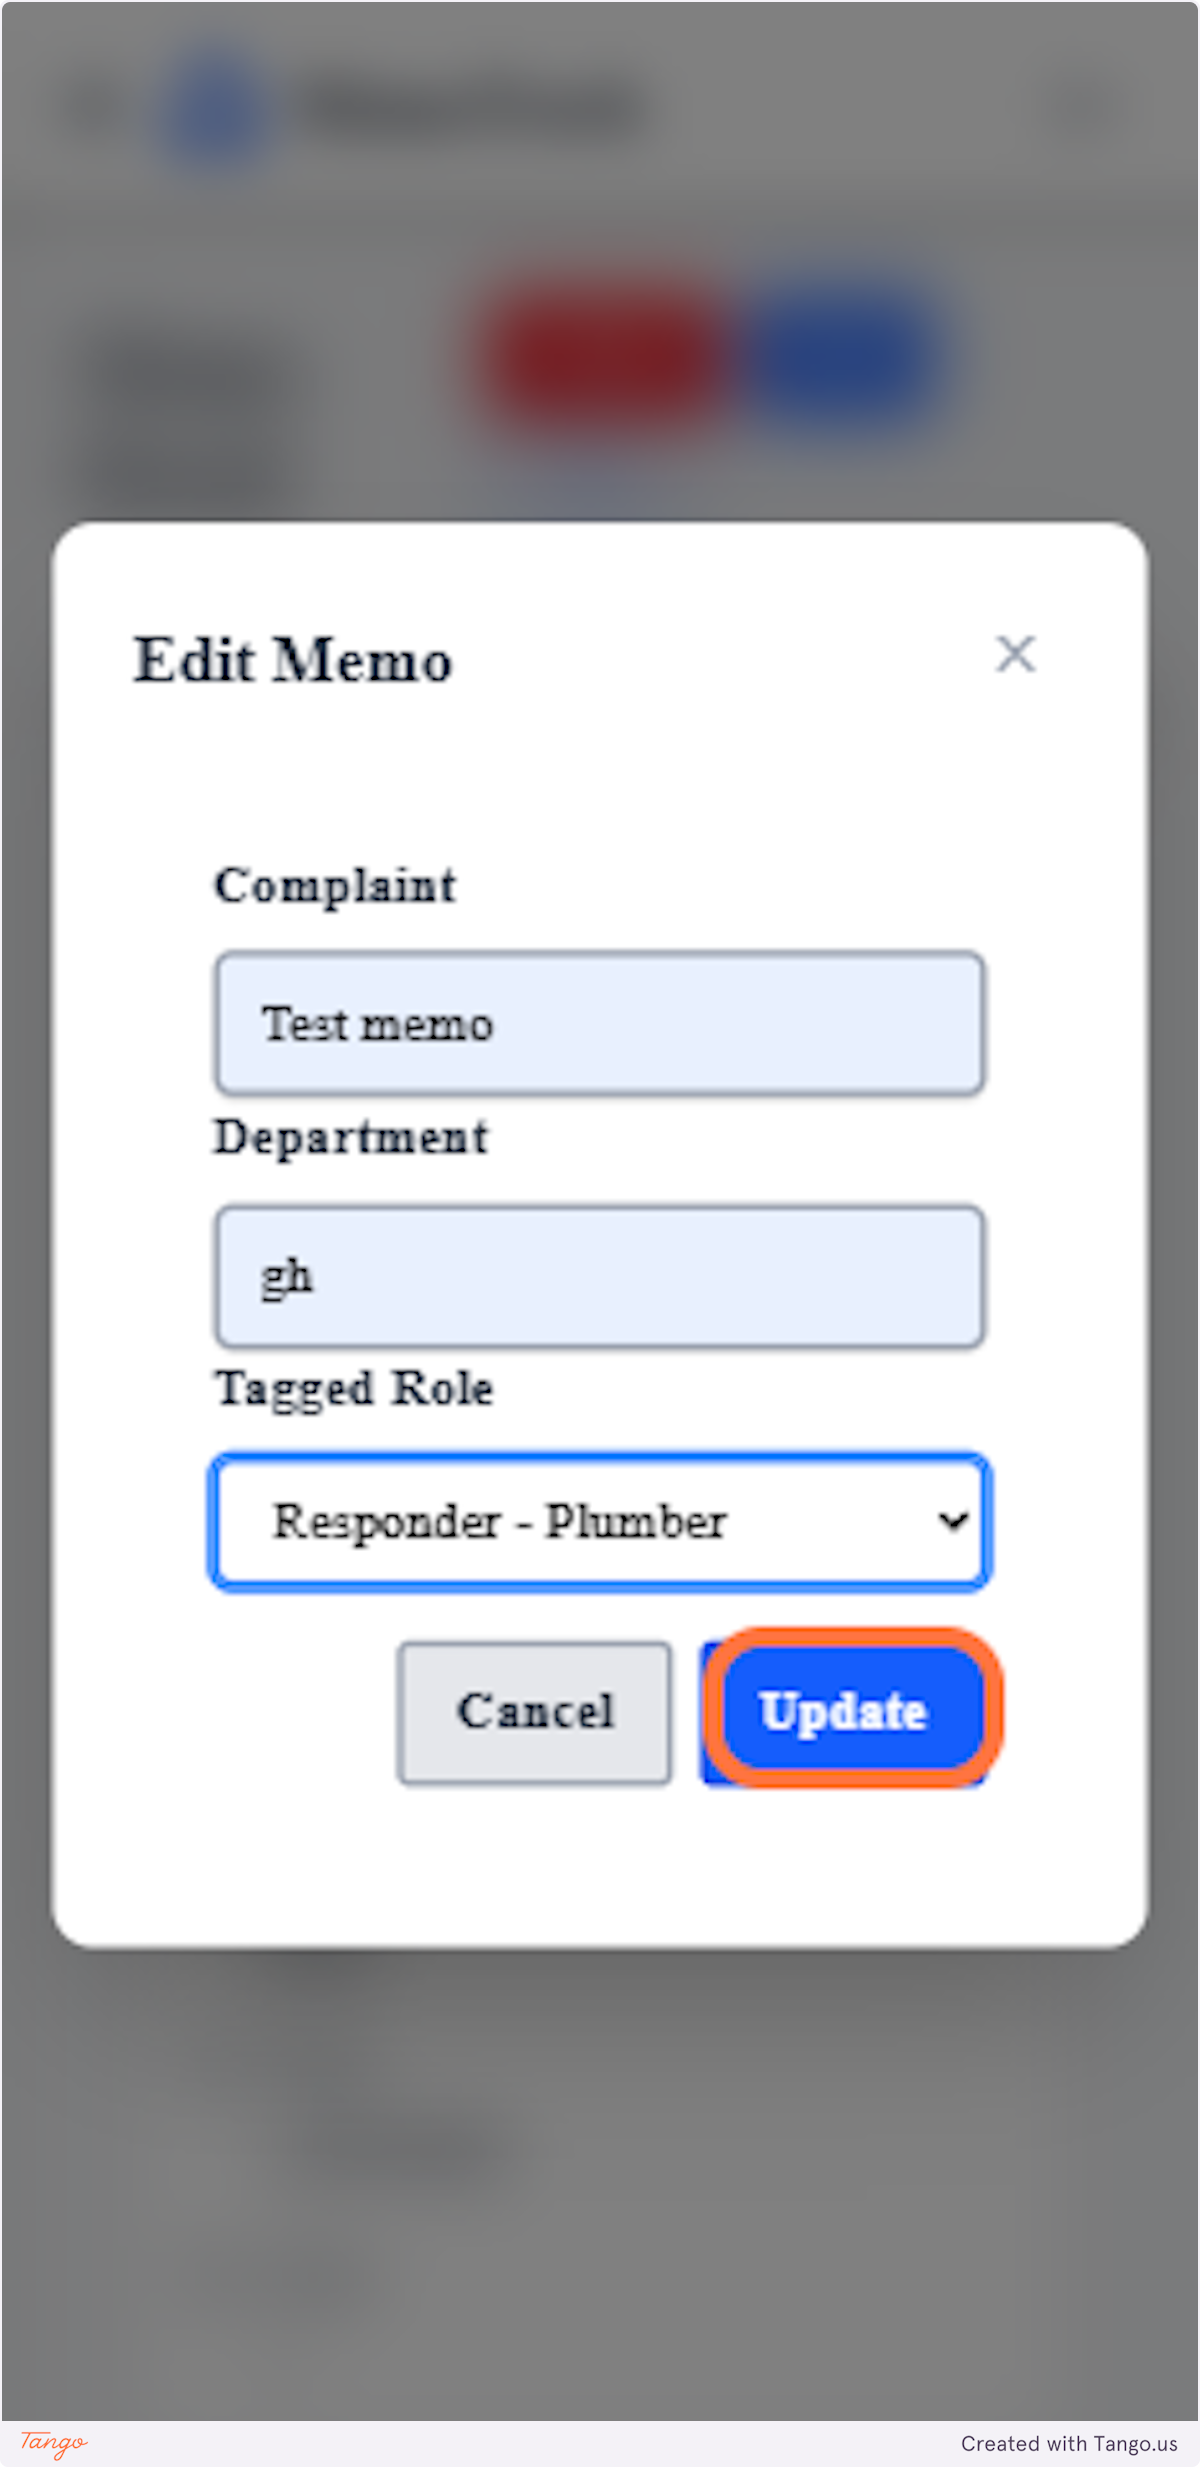 Edit Memo
Complaint
Test memo
Department
gh
Tagged Role
Responder - Plumber
Cancel
Update
Tango
Created with Tango.us